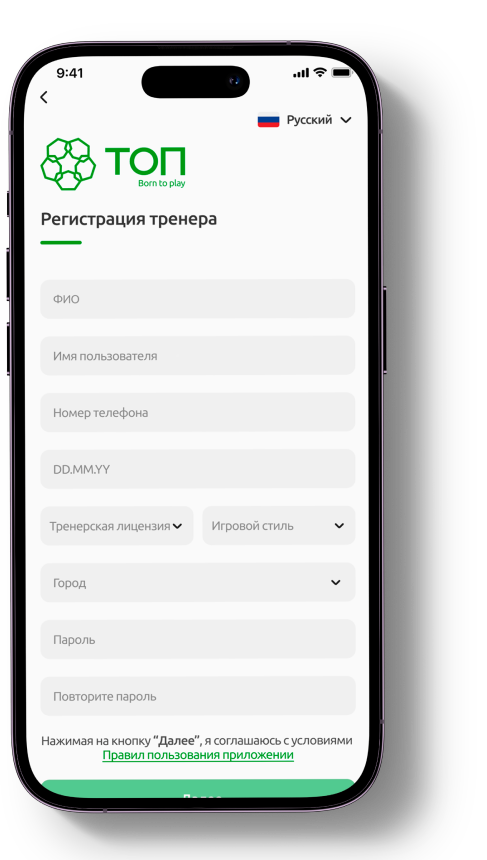 9:41
Русский
ТОП
Born to play
Регистрация тренера
ФИО
Имя пользователя
Номер телефона
DD.MM.YY
Тренерская лицензия
Игровой стиль
Город
Пароль
Повторите пароль
Нажимая на кнопку “Далее”, я соглашаюсь с условиями
Правил пользования приложении